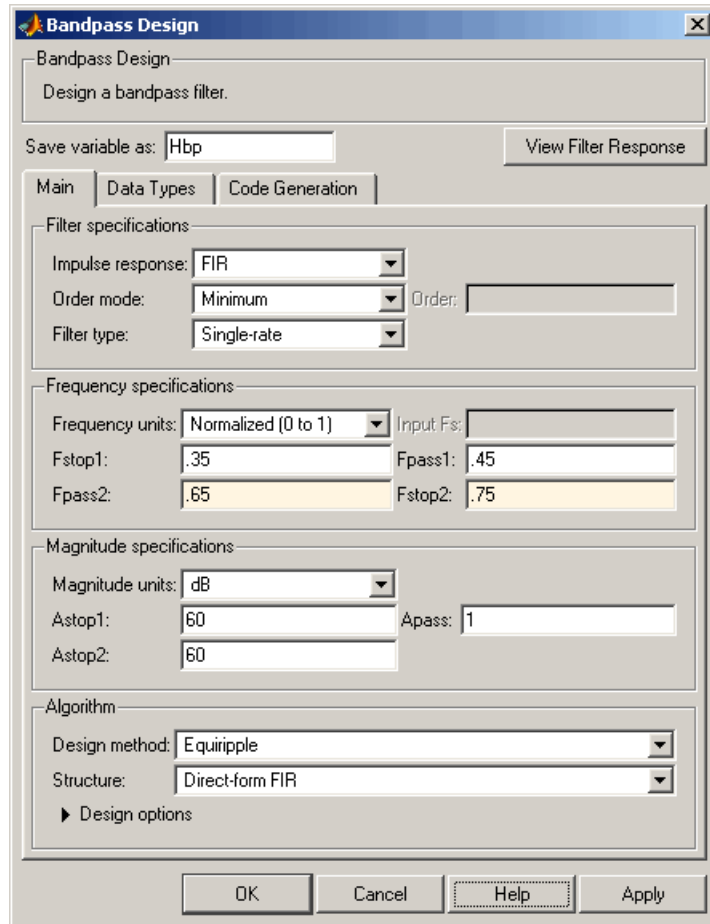 Bandpass Design
Bandpass Design
Design a bandpass filter.
Save variable as: Hbp View Filter Response
Main Data Types Code Generation
Filter specifications
Impulse response: FIR
Order mode: Minimum Order:
Filter type: Single-rate
Frequency specifications
Frequency units: Normalized (0 to 1) Input Fs:
Fstop1: .35 Fpass1: .45
Fpass2: .65 Fstop2: .75
Magnitude specifications
Magnitude units: dB
Astop1: 60 Apass: 1
Astop2: 60
Algorithm
Design method: Equiripple
Structure: Direct-form FIR
Design options
OK Cancel Help Apply